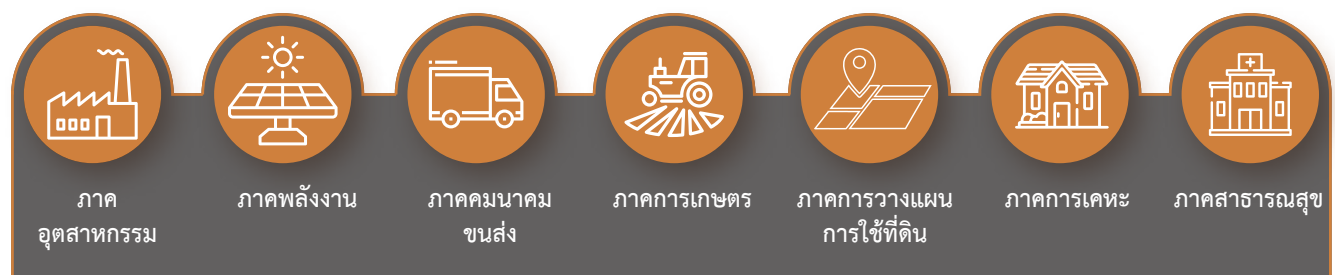 ภาค
อุตสาหกรรม
ภาคพลังงาน
ภาคคมนาคม
ขนส่ง
ภาคการเกษตร
ภาคการวางแผน
การใช้ที่ดิน
ภาคการเคหะ
ภาคสาธารณสุข